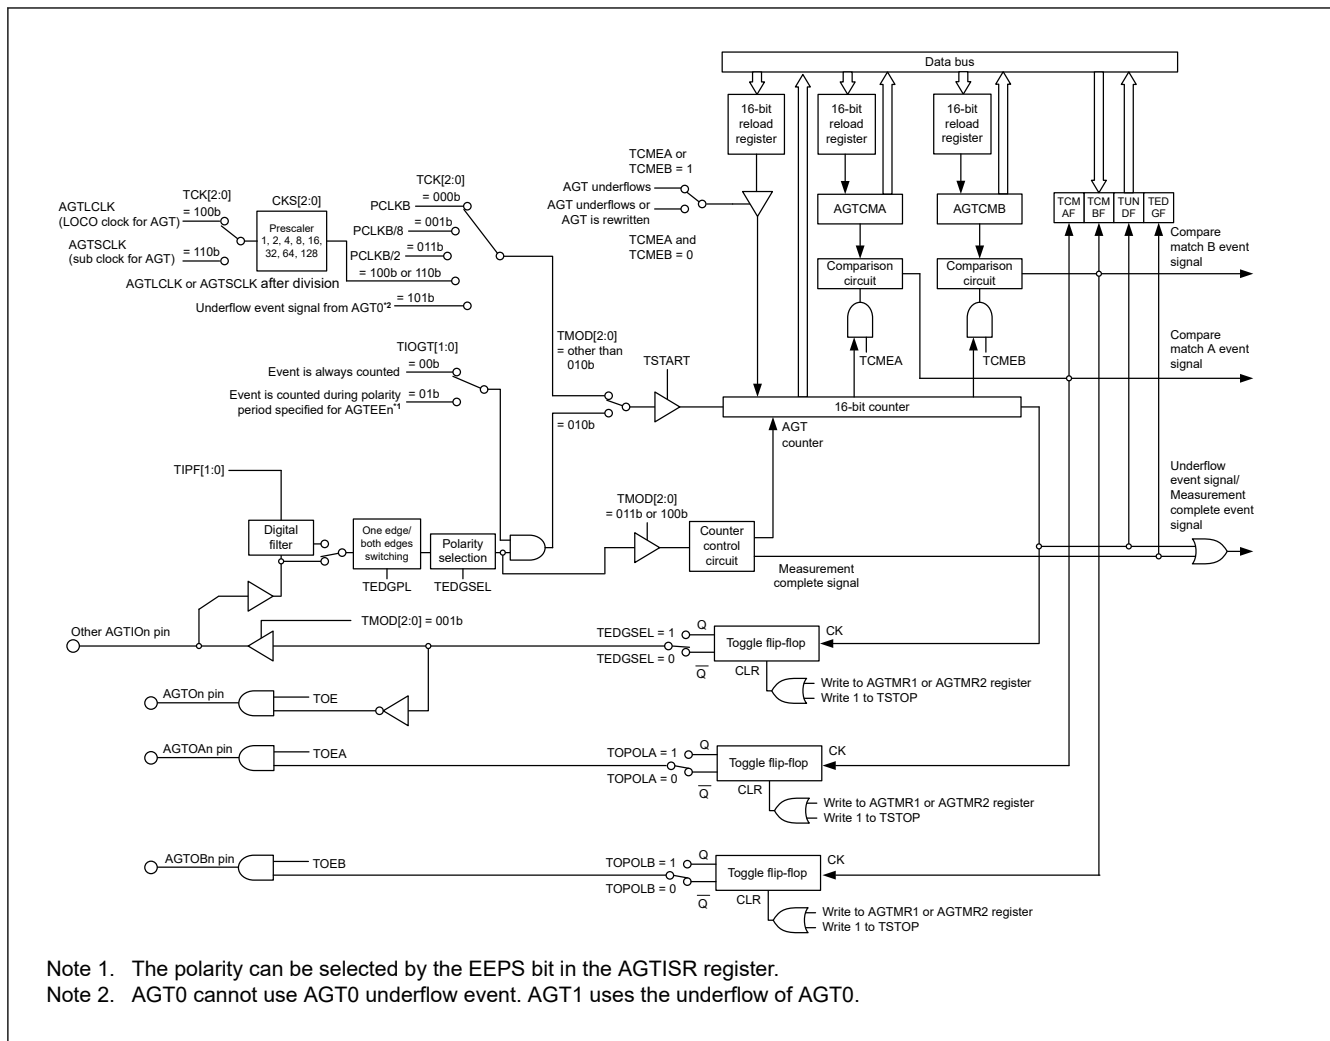 Data bus
16-bit
reload
register
16-bit
reload
register
16-bit
reload
register
TCMEA or
TCMEB = 1
AGT underflows
AGT underflows or
AGT is rewritten
TCMEA and
TCMEB = 0
TCK[2:0]
= 000b
PCLKB
= 001b
PCLKB/8
= 011b
PCLKB/2
= 100b or 110b
AGTLCLK or AGTSCLK after division
= 101b
Underflow event signal from AGT0*2
TCK[2:0]
AGTLCLK
(LOCO clock for AGT)
= 100b
AGTSCLK
(sub clock for AGT)
= 110b
CKS[2:0]
Prescaler
1, 2, 4, 8, 16,
32, 64, 128
AGTCMA
AGTCMB
TCM
AF
TCM
BF
TUN
DF
TED
GF
Comparison
circuit
Comparison
circuit
Compare
match B event
signal
TCMEA
TCMEB
Compare
match A event
signal
TIOGT[1:0]
= 00b
Event is always counted
Event is counted during polarity
period specified for AGTEEn*1
= 01b
TMOD[2:0]
= other than
010b
= 010b
TSTART
16-bit counter
AGT
counter
TIPF[1:0]
Digital
filter
One edge/
both edges
switching
Polarity
selection
TEDGPL
TEDGSEL
TMOD[2:0]
= 011b or 100b
Counter
control
circuit
Measurement
complete signal
Underflow
event signal/
Measurement
complete event
signal
Other AGTIOn pin
TMOD[2:0] = 001b
TEDGSEL = 1
TEDGSEL = 0
Q
Q
Toggle flip-flop
CK
CLR
Write to AGTMR1 or AGTMR2 register
Write 1 to TSTOP
AGTOn pin
TOE
AGTOAn pin
TOEA
TOPOLA = 1
TOPOLA = 0
Q
Q
Toggle flip-flop
CK
CLR
Write to AGTMR1 or AGTMR2 register
Write 1 to TSTOP
AGTOBn pin
TOEB
TOPOLB = 1
TOPOLB = 0
Q
Q
Toggle flip-flop
CK
CLR
Write to AGTMR1 or AGTMR2 register
Write 1 to TSTOP
Note 1. The polarity can be selected by the EEPS bit in the AGTISR register.
Note 2. AGT0 cannot use AGT0 underflow event. AGT1 uses the underflow of AGT0.